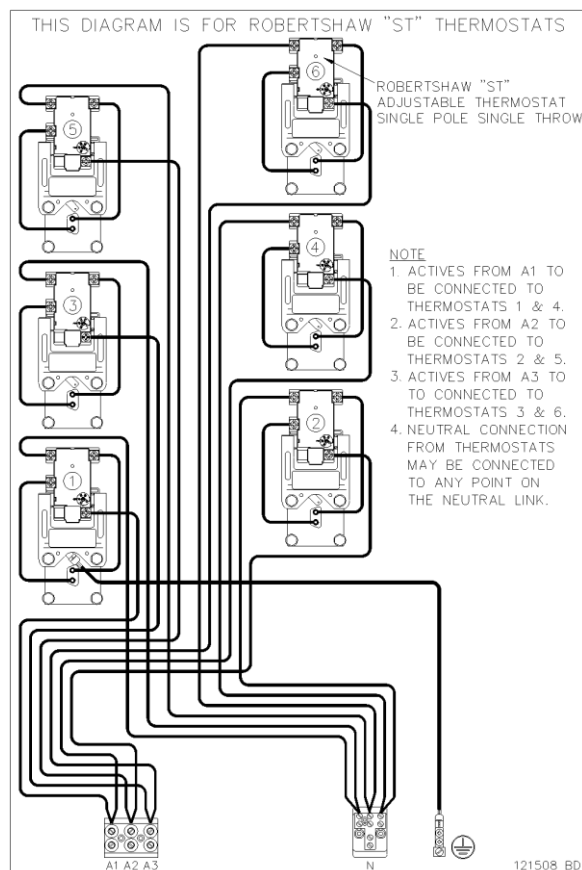 THIS DIAGRAM IS FOR ROBERTSHAW "ST" THERMOSTATS
6
ROBERTSHAW "ST"
ADJUSTABLE THERMOSTAT
SINGLE POLE SINGLE THROW
5
4
NOTE
1. ACTIVES FROM A1 TO
BE CONNECTED TO
THERMOSTATS 1 & 4.
2. ACTIVES FROM A2 TO
BE CONNECTED TO
THERMOSTATS 2 & 5.
3. ACTIVES FROM A3 TO
TO CONNECTED TO
THERMOSTATS 3 & 6.
4. NEUTRAL CONNECTION
FROM THERMOSTATS
MAY BE CONNECTED
TO ANY POINT ON
THE NEUTRAL LINK.
3
2
1
A1 A2 A3
N
121508 BD